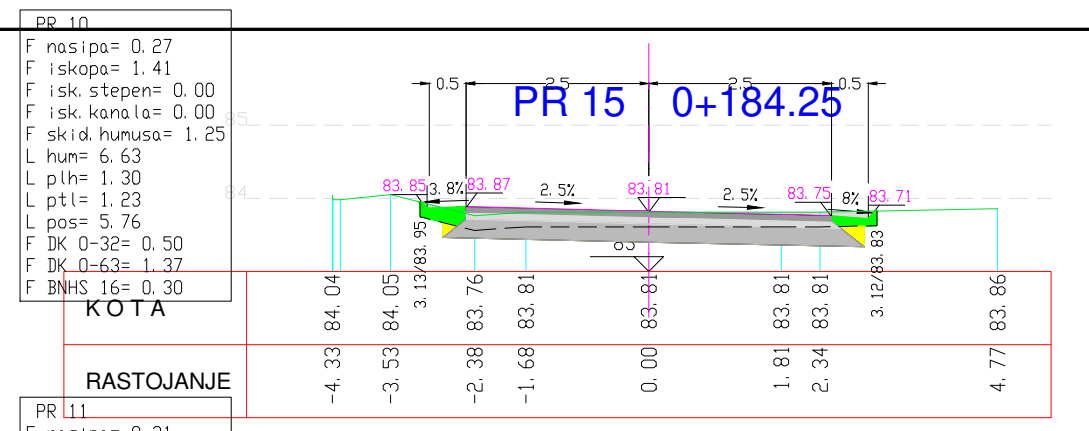 PR 10
F nasipa= 0.27
F iskopa= 1.41
F isk.stepen= 0.00
F isk.kanala= 0.00
F skid.humusa= 1.25
L hum= 6.63
L plh= 1.30
L ptl= 1.23
L pos= 5.76
F DK 0-32= 0.50
F DK 0-63= 1.37
F BNHS 16= 0.30
0.5 2.5 2.5 0.5
PR 15 0+184.25
85
84
83.85 3.8% 83.87 2.5% 83.81 2.5% 83.75 8% 83.71
3.13/83.95
3.12/83.83
KOTA 84.04 84.05 83.76 83.81 83.81 83.81 83.81 83.86
RASTOJANJE -4.33 -3.53 -2.38 -1.68 0.00 1.81 2.34 4.77
PR 11